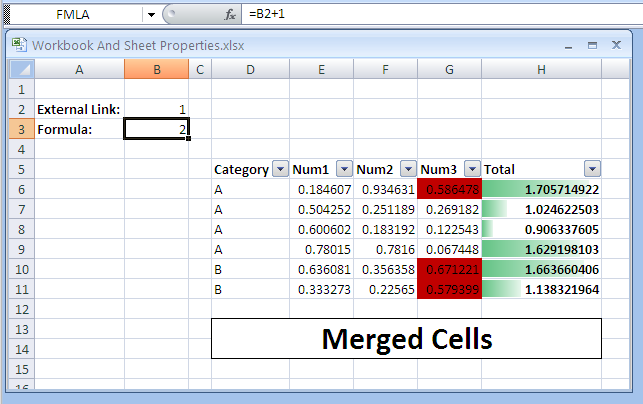 FMLA fx =B2+1
Workbook And Sheet Properties.xlsx
A B C D E F G H
1
2 External Link: 1
3 Formula: 2
4
5 Category Num1 Num2 Num3 Total
6 A 0.184607 0.934631 0.586478 1.705714922
7 A 0.504252 0.251189 0.269182 1.024622503
8 A 0.600602 0.183192 0.122543 0.906337605
9 A 0.78015 0.7816 0.067448 1.629198103
10 B 0.636081 0.356358 0.671221 1.663660406
11 B 0.333273 0.22565 0.579399 1.138321964
12
13 Merged Cells
14
15
16